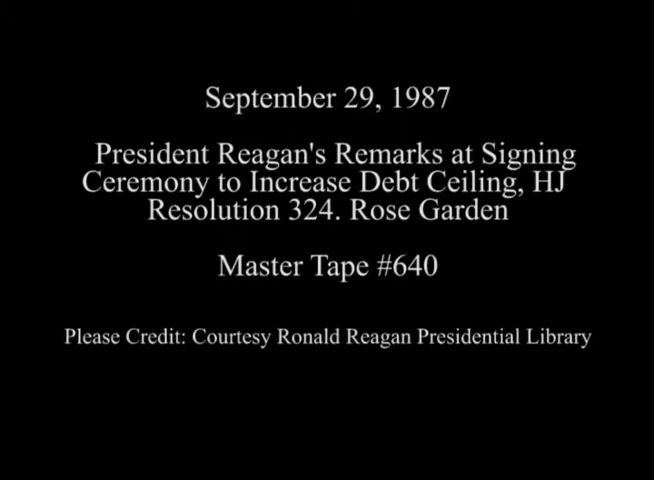 September 29, 1987
President Reagan's Remarks at Signing
Ceremony to Increase Debt Ceiling, HJ
Resolution 324. Rose Garden
Master Tape #640
Please Credit: Courtesy Ronald Reagan Presidential Library